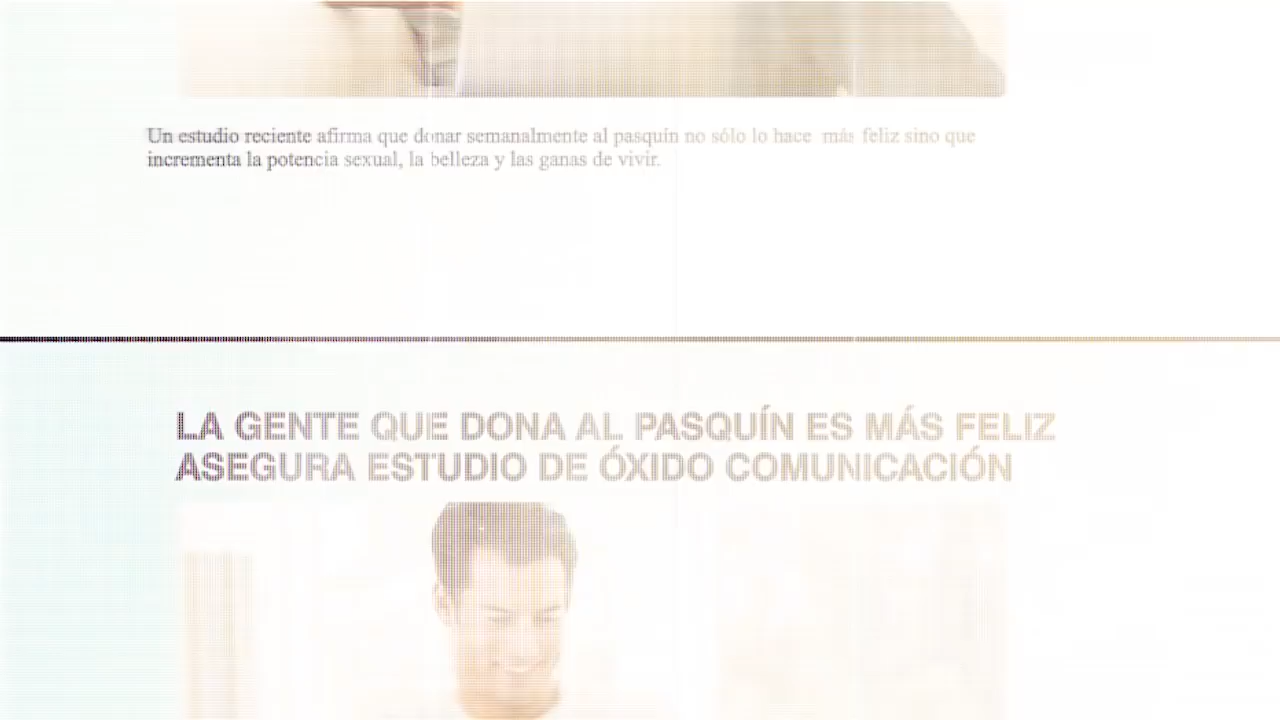 Un estudio reciente afirma que donar semanalmente al pasquín no sólo lo hace más feliz sino que
incrementa la potencia sexual, la belleza y las ganas de vivir.
LA GENTE QUE DONA AL PASQUÍN ES MÁS FELIZ
ASEGURA ESTUDIO DE ÓXIDO COMUNICACIÓN